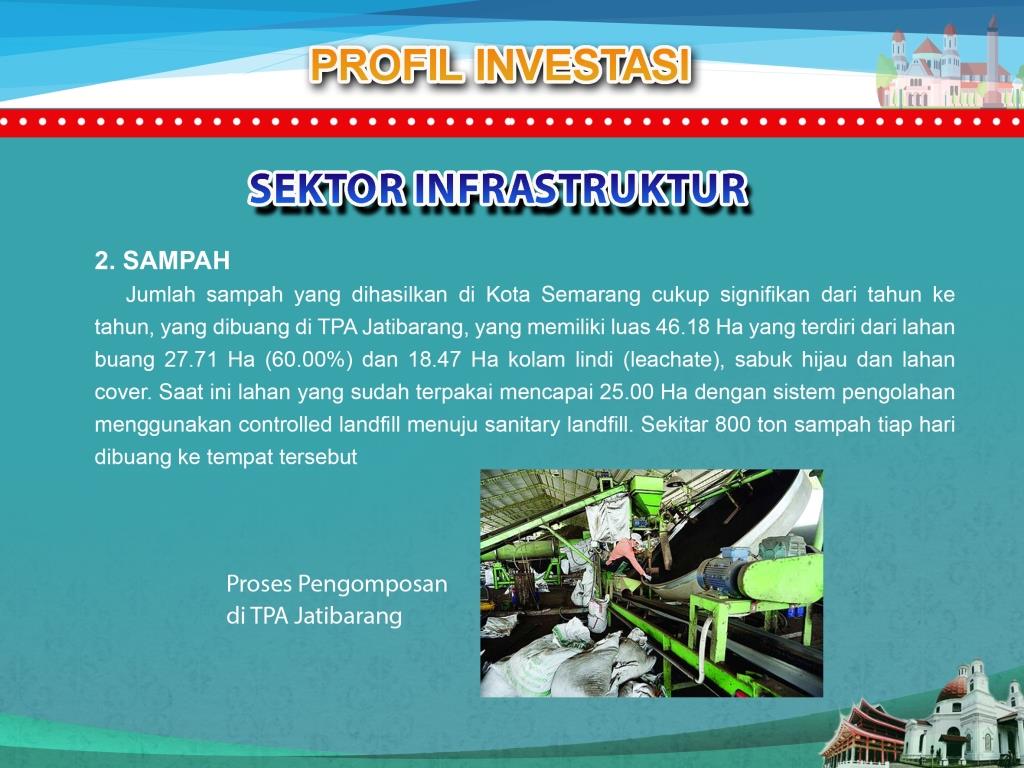 PROFIL INVESTASI
SEKTOR INFRASTRUKTUR
2. SAMPAH
Jumlah sampah yang dihasilkan di Kota Semarang cukup signifikan dari tahun ke
tahun, yang dibuang di TPA Jatibarang, yang memiliki luas 46.18 Ha yang terdiri dari lahan
buang 27.71 Ha (60.00%) dan 18.47 Ha kolam lindi (leachate), sabuk hijau dan lahan
cover. Saat ini lahan yang sudah terpakai mencapai 25.00 Ha dengan sistem pengolahan
menggunakan controlled landfill menuju sanitary landfill. Sekitar 800 ton sampah tiap hari
dibuang ke tempat tersebut
Proses Pengomposan
di TPA Jatibarang